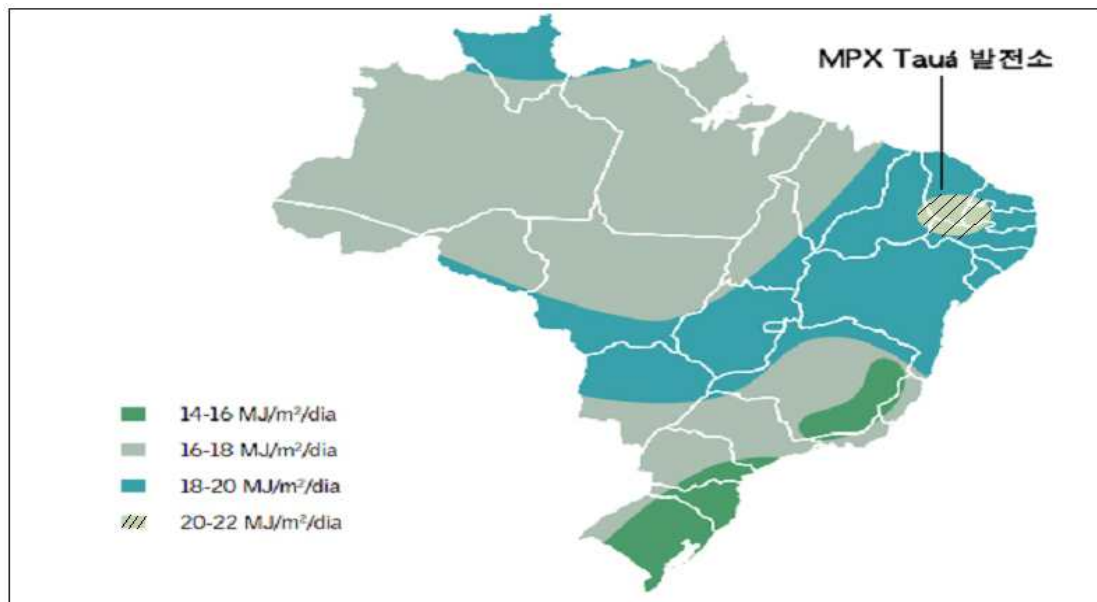 MPX Tauá 발전소
14-16 MJ/m²/dia
16-18 MJ/m²/dia
18-20 MJ/m²/dia
20-22 MJ/m²/dia